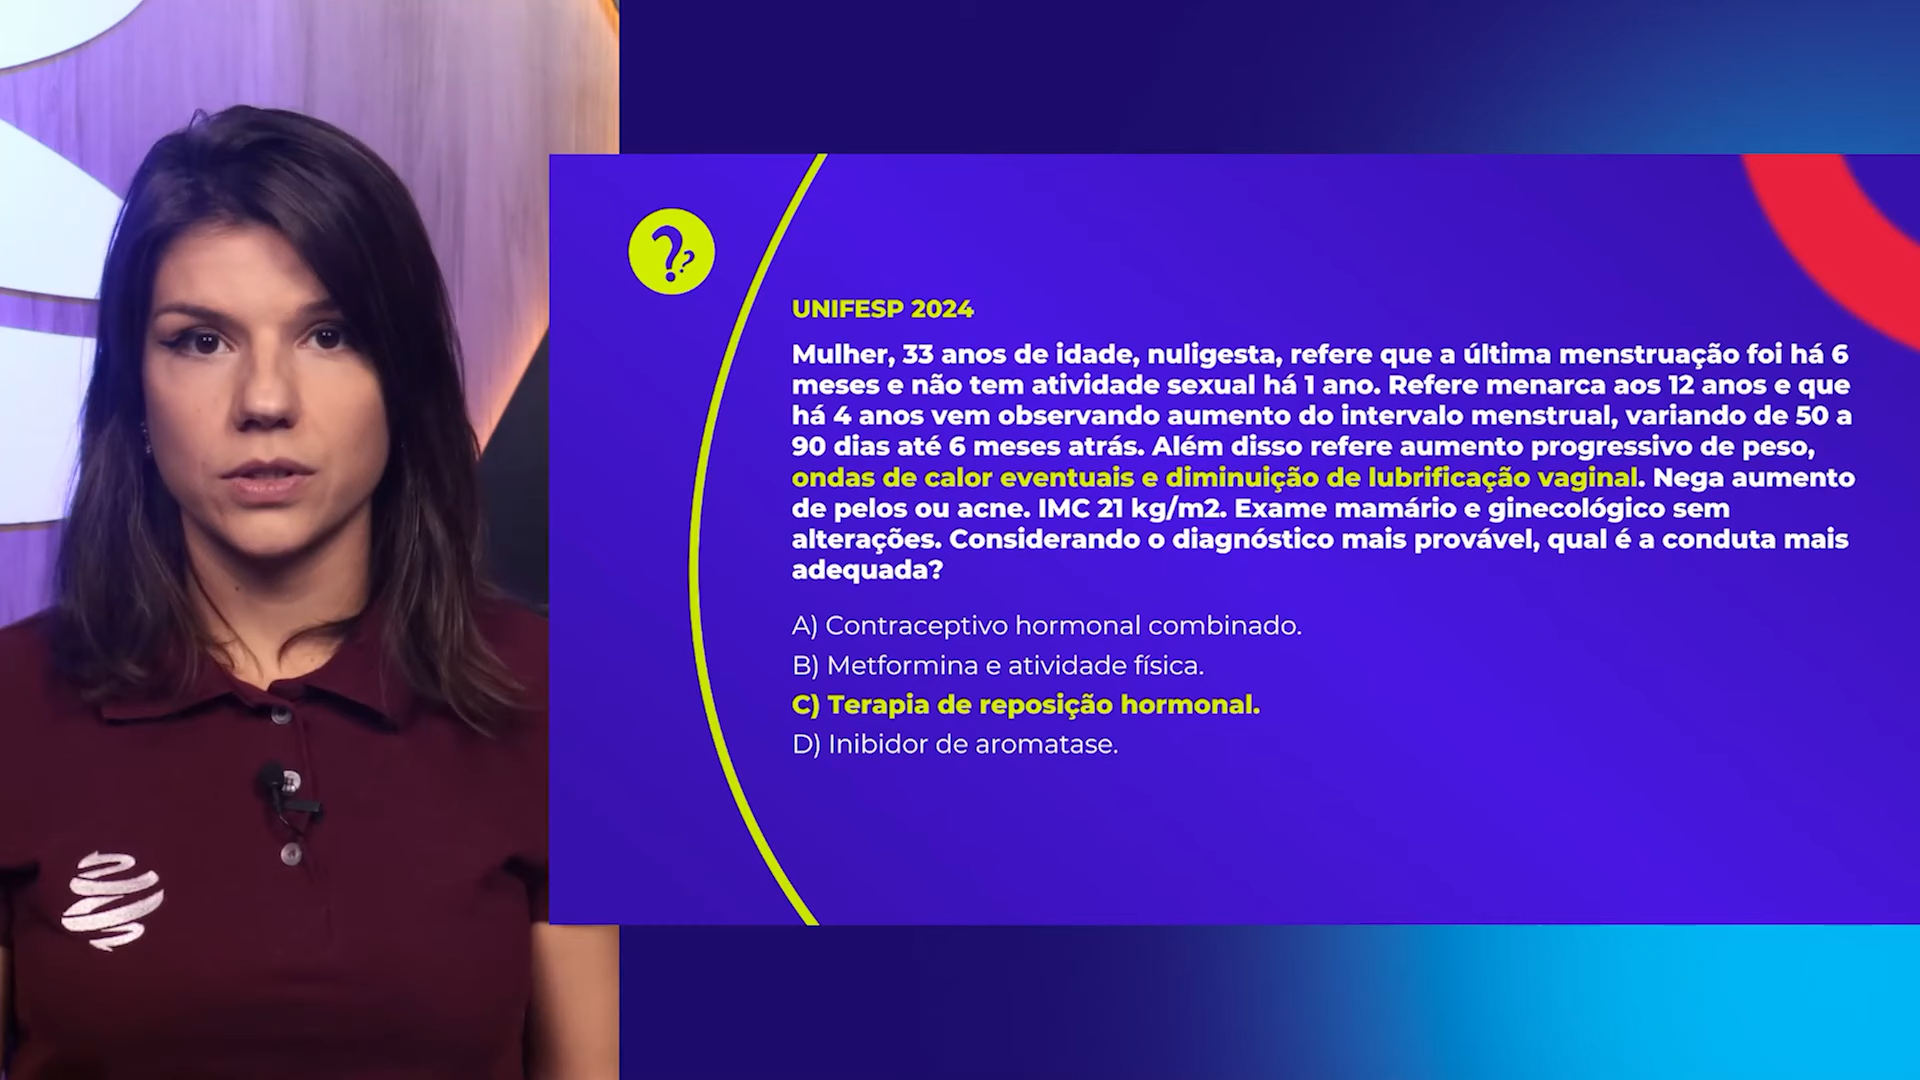 ??
UNIFESP 2024
Mulher, 33 anos de idade, nuligesta, refere que a última menstruação foi há 6
meses e não tem atividade sexual há 1 ano. Refere menarca aos 12 anos e que
há 4 anos vem observando aumento do intervalo menstrual, variando de 50 a
90 dias até 6 meses atrás. Além disso refere aumento progressivo de peso,
ondas de calor eventuais e diminuição de lubrificação vaginal. Nega aumento
de pelos ou acne. IMC 21 kg/m2. Exame mamário e ginecológico sem
alterações. Considerando o diagnóstico mais provável, qual é a conduta mais
adequada?
A) Contraceptivo hormonal combinado.
B) Metformina e atividade física.
C) Terapia de reposição hormonal.
D) Inibidor de aromatase.